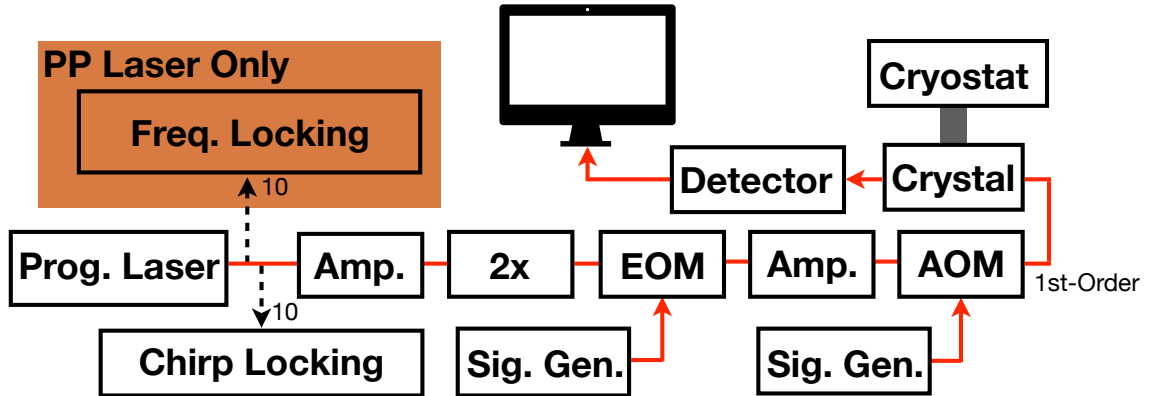 PP Laser Only
Freq. Locking
10
Cryostat
Detector
Crystal
Prog. Laser
Amp.
2x
EOM
Amp.
AOM
1st-Order
10
Chirp Locking
Sig. Gen.
Sig. Gen.